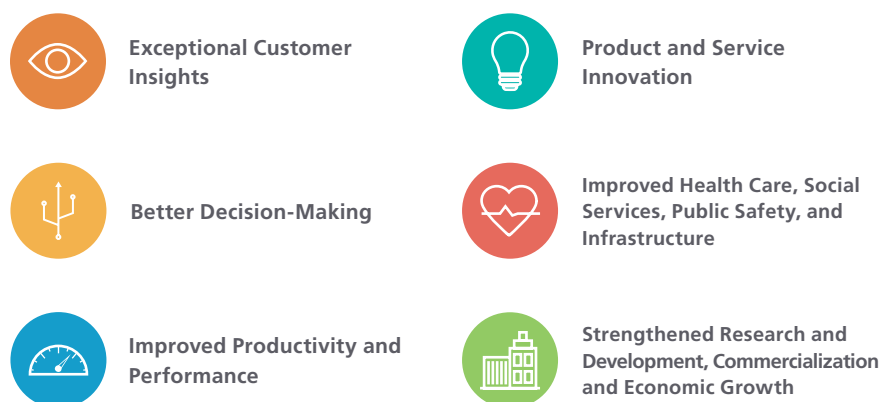 Exceptional Customer
Insights
Product and Service
Innovation
Better Decision-Making
Improved Health Care, Social
Services, Public Safety, and
Infrastructure
Improved Productivity and
Performance
Strengthened Research and
Development, Commercialization
and Economic Growth